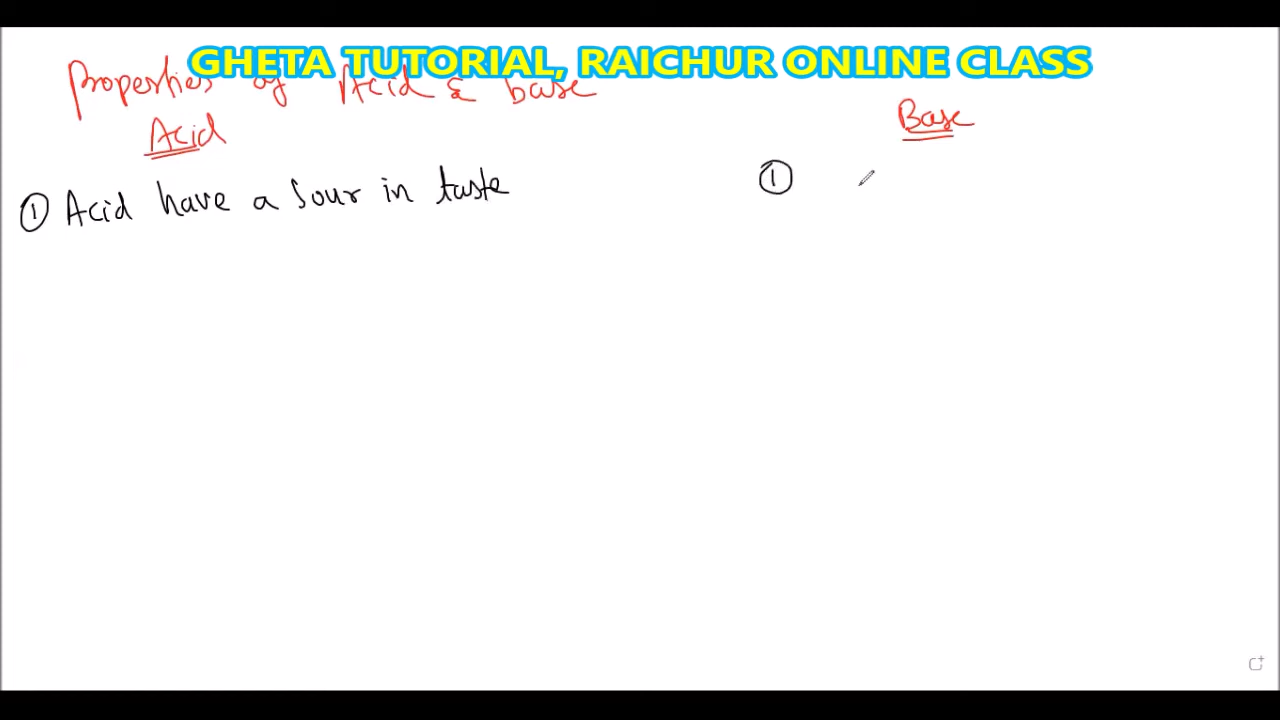 GHETA TUTORIAL, RAICHUR ONLINE CLASS
Properties of Acid & base
Acid
Base
① Acid have a Sour in taste
①